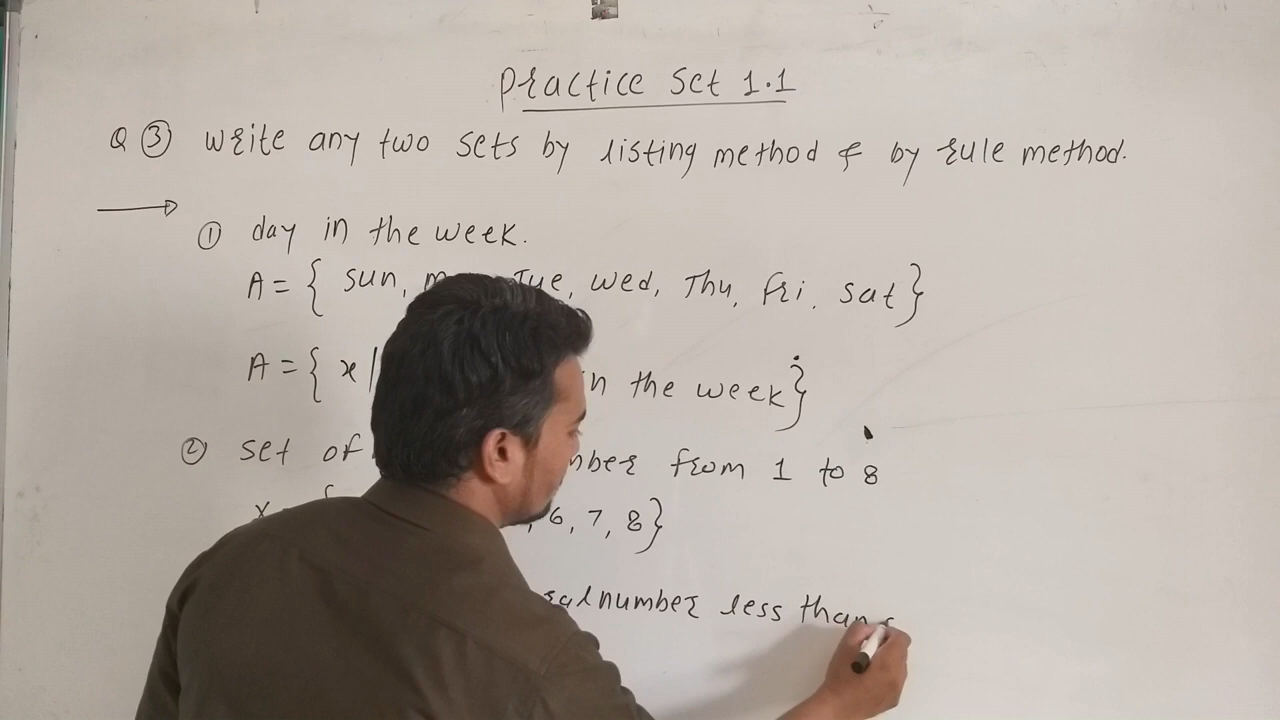 Practice Set 1.1
Q ③ write any two sets by listing method & by rule method.
① day in the week.
A = { sun, Tue, wed, Thu, Fri, sat}
A = { x | in the week}
② set of from 1 to 8
X 6, 7, 8}
number less than